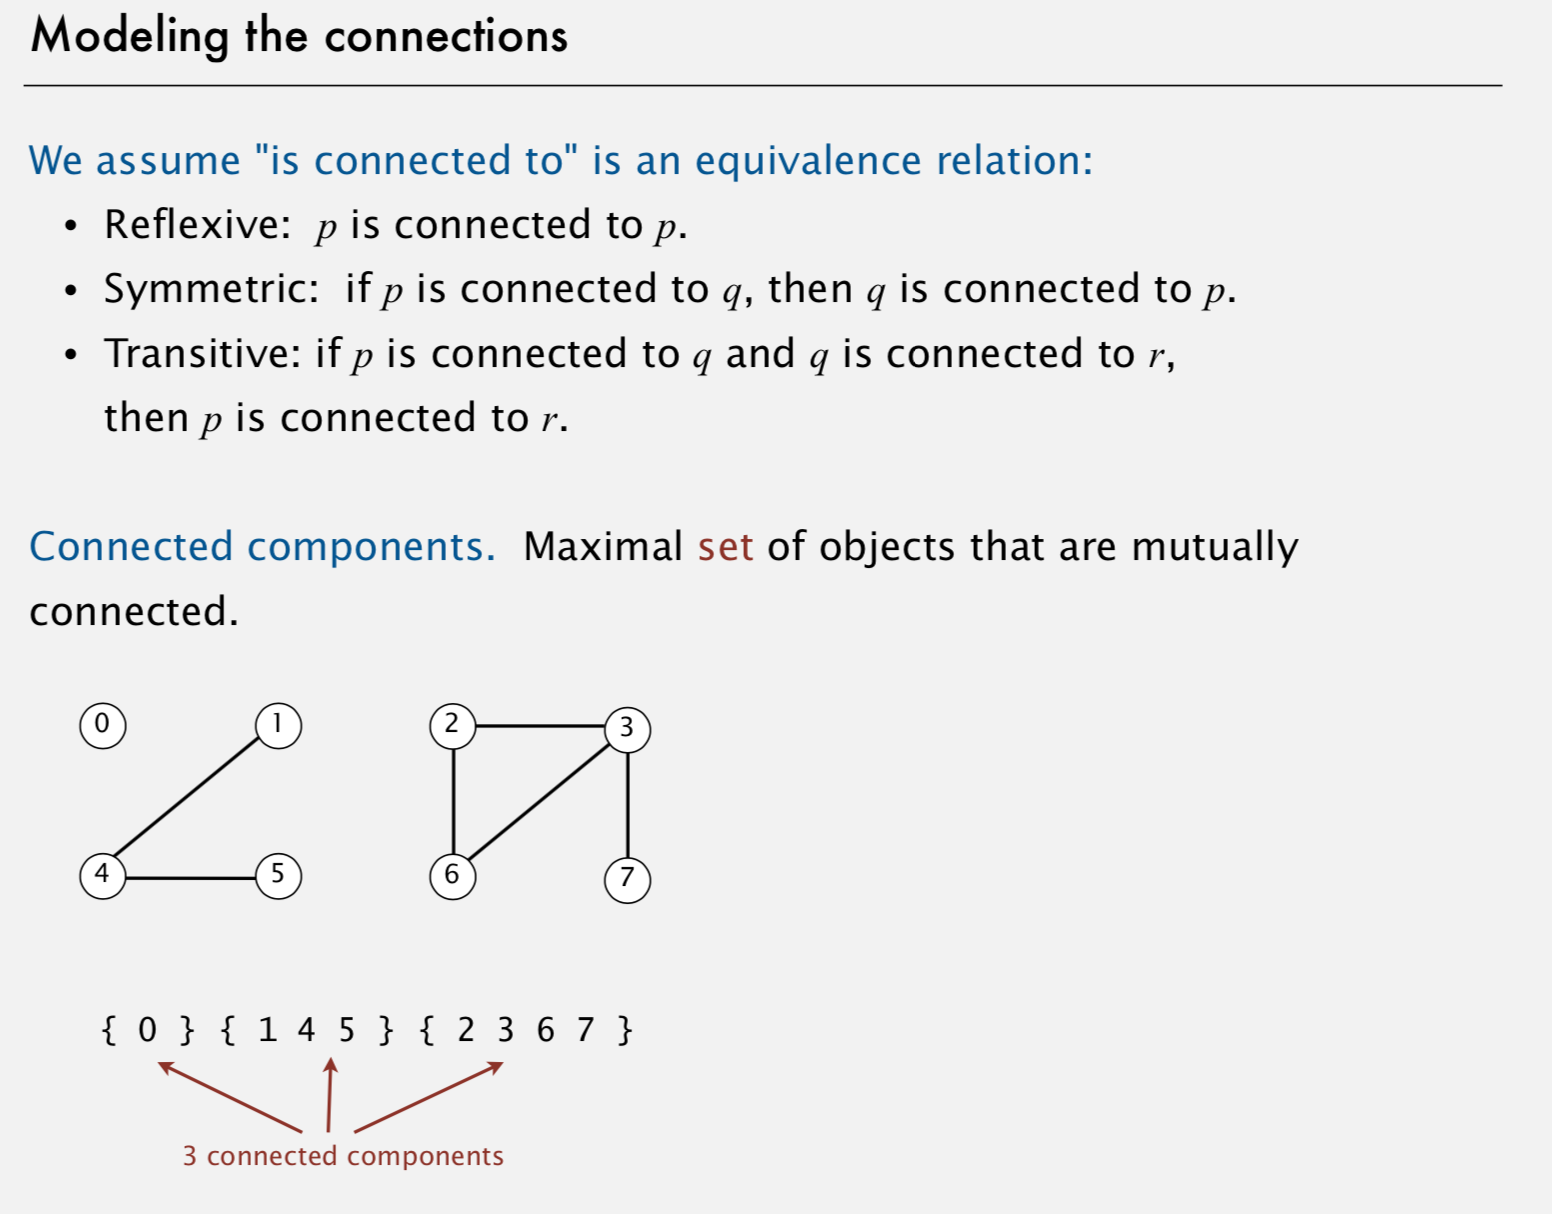 Modeling the connections
We assume "is connected to" is an equivalence relation:
• Reflexive: p is connected to p.
• Symmetric: if p is connected to q, then q is connected to p.
• Transitive: if p is connected to q and q is connected to r,
then p is connected to r.
Connected components. Maximal set of objects that are mutually
connected.
0 1 2 3
4 5 6 7
{ 0 } { 1 4 5 } { 2 3 6 7 }
3 connected components